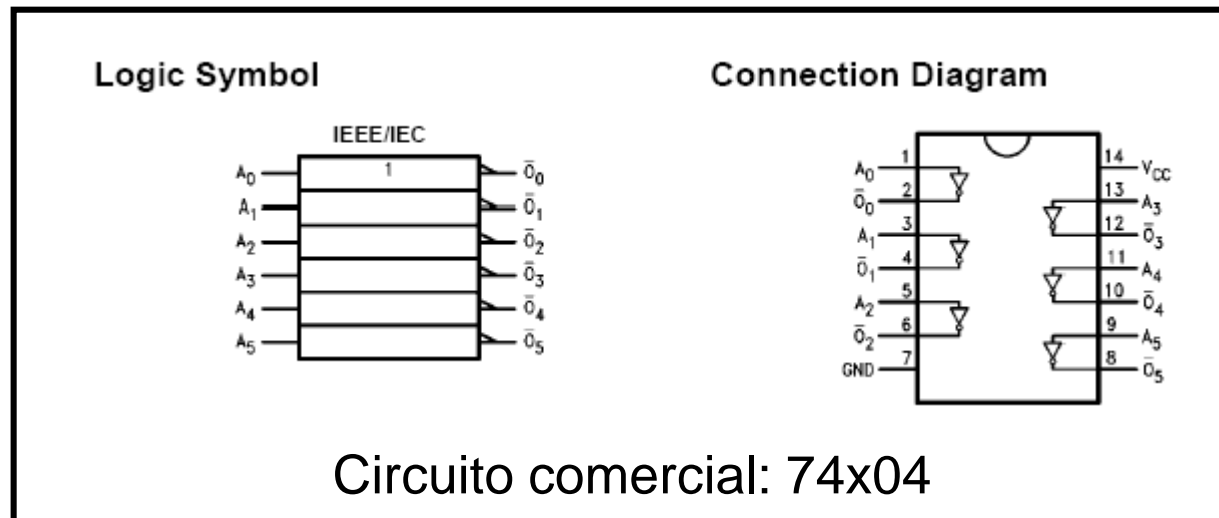 Logic Symbol
IEEE/IEC
A₀ 1 Ō₀
A₁ Ō₁
A₂ Ō₂
A₃ Ō₃
A₄ Ō₄
A₅ Ō₅
Connection Diagram
A₀ 1 14 V_CC
Ō₀ 2 13 A₃
A₁ 3 12 Ō₃
Ō₁ 4 11 A₄
A₂ 5 10 Ō₄
Ō₂ 6 9 A₅
GND 7 8 Ō₅
Circuito comercial: 74x04